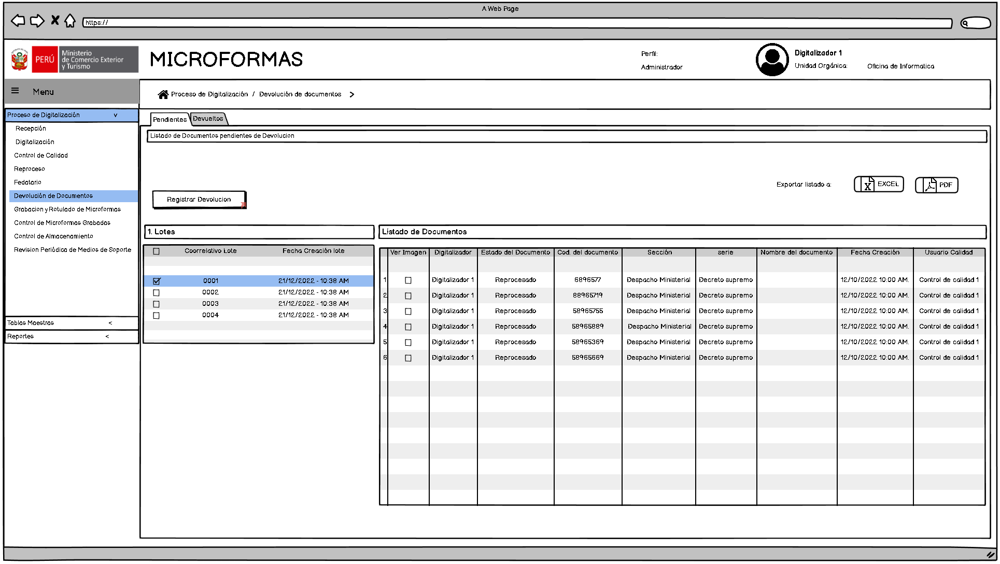 A Web Page
https://
PERÚ
Ministerio
de Comercio Exterior
y Turismo
MICROFORMAS
Perfil:
Administrador
Digitalizador 1
Unidad Orgánica: Oficina de Informatica
Menu
Proceso de Digitalización / Devolución de documentos >
Proceso de Digitalización v
Recepción
Digitalización
Control de Calidad
Reproceso
Fedatario
Devolución de Documentos
Grabacion y Rotulado de Microformas
Control de Microformas Grabadas
Control de Almacenamiento
Revision Periódica de Medios de Soporte
Tablas Maestras <
Reportes <
Pendientes Devueltos
Listado de Documentos pendientes de Devolucion
Exportar listado a: EXCEL PDF
Registrar Devolucion
1. Lotes
Coorrelativo Lote Fecha Creación lote
0001 21/12/2022 - 10:38 AM
0002 21/12/2022 - 10:38 AM
0003 21/12/2022 - 10:38 AM
0004 21/12/2022 - 10:38 AM
Listado de Documentos
Ver Imagen Digitalizador Estado del Documento Cod. del documento Sección serie Nombre del documento Fecha Creación Usuario Calidad
1 Digitalizador 1 Reprocesado 6896577 Despacho Ministerial Decreto supremo 12/10/2022 10:00 AM. Control de calidad 1
2 Digitalizador 1 Reprocesado 88965719 Despacho Ministerial Decreto supremo 12/10/2022 10:00 AM. Control de calidad 1
3 Digitalizador 1 Reprocesado 58965755 Despacho Ministerial Decreto supremo 12/10/2022 10:00 AM. Control de calidad 1
4 Digitalizador 1 Reprocesado 58965889 Despacho Ministerial Decreto supremo 12/10/2022 10:00 AM. Control de calidad 1
5 Digitalizador 1 Reprocesado 58965369 Despacho Ministerial Decreto supremo 12/10/2022 10:00 AM. Control de calidad 1
6 Digitalizador 1 Reprocesado 58965669 Despacho Ministerial Decreto supremo 12/10/2022 10:00 AM. Control de calidad 1